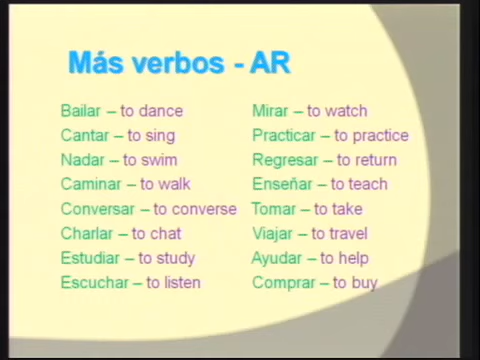 Más verbos - AR
Bailar – to dance
Cantar – to sing
Nadar – to swim
Caminar – to walk
Conversar – to converse
Charlar – to chat
Estudiar – to study
Escuchar – to listen
Mirar – to watch
Practicar – to practice
Regresar – to return
Enseñar – to teach
Tomar – to take
Viajar – to travel
Ayudar – to help
Comprar – to buy